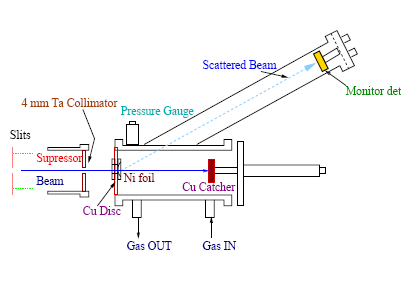 Scattered Beam
Monitor det
4 mm Ta Collimator
Pressure Gauge
Slits
Supressor
Ni foil
Beam
Cu Catcher
Cu Disc
Gas OUT
Gas IN